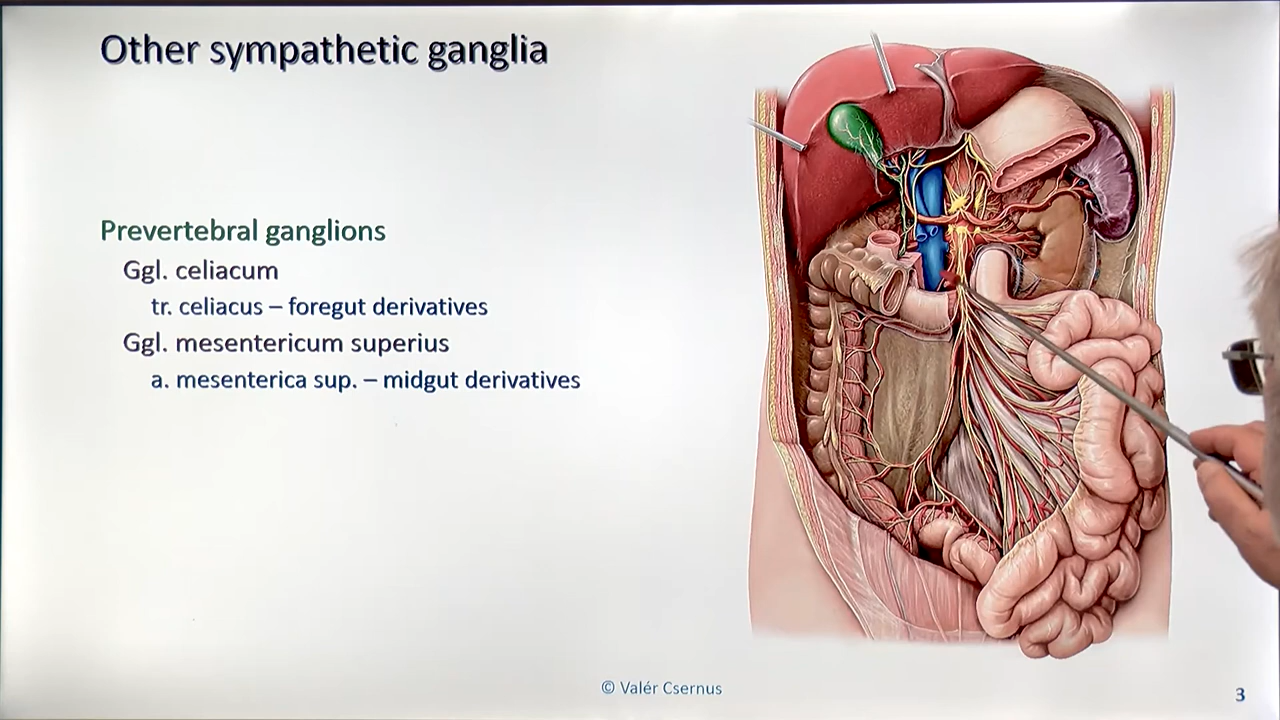 Other sympathetic ganglia
Prevertebral ganglions
Ggl. celiacum
tr. celiacus – foregut derivatives
Ggl. mesentericum superius
a. mesenterica sup. – midgut derivatives
© Valér Csernus
3